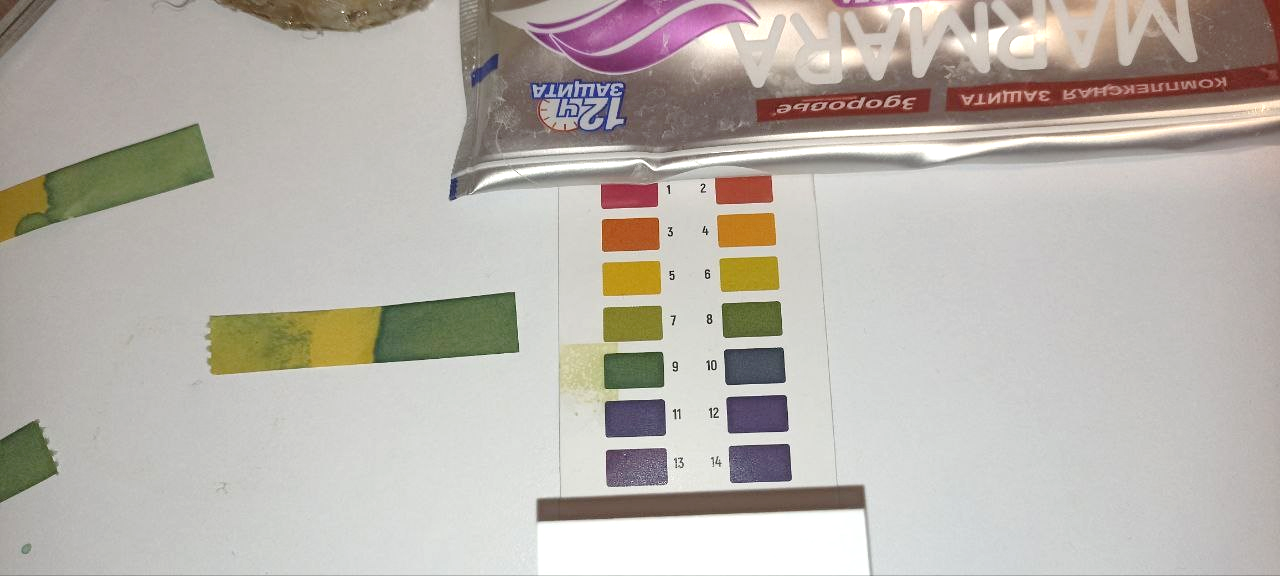 MARMARA
КОМПЛЕКСНАЯ ЗАЩИТА
Здоровье
12Ч
ЗАЩИТА
1 2
3 4
5 6
7 8
9 10
11 12
13 14